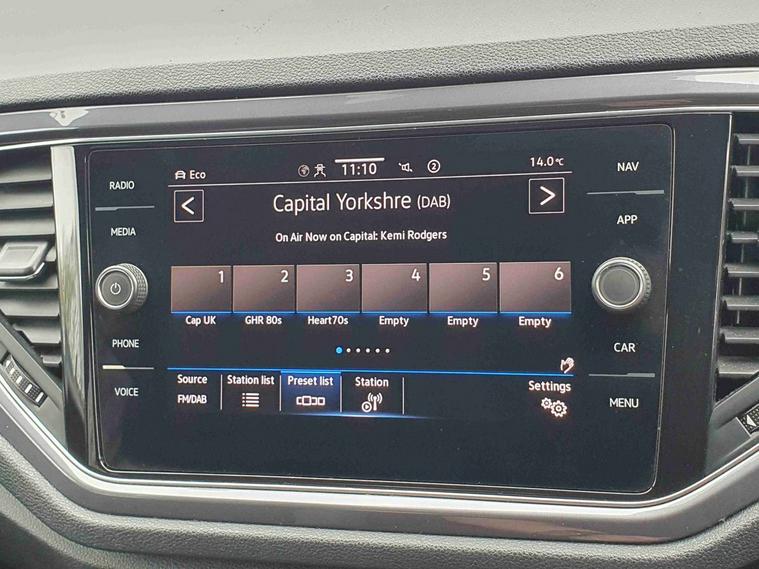 RADIO
MEDIA
PHONE
VOICE
Eco 11:10 2 14.0°C
Capital Yorkshre (DAB)
On Air Now on Capital: Kemi Rodgers
1 2 3 4 5 6
Cap UK GHR 80s Heart70s Empty Empty Empty
Source Station list Preset list Station Settings
FM/DAB
NAV
APP
CAR
MENU